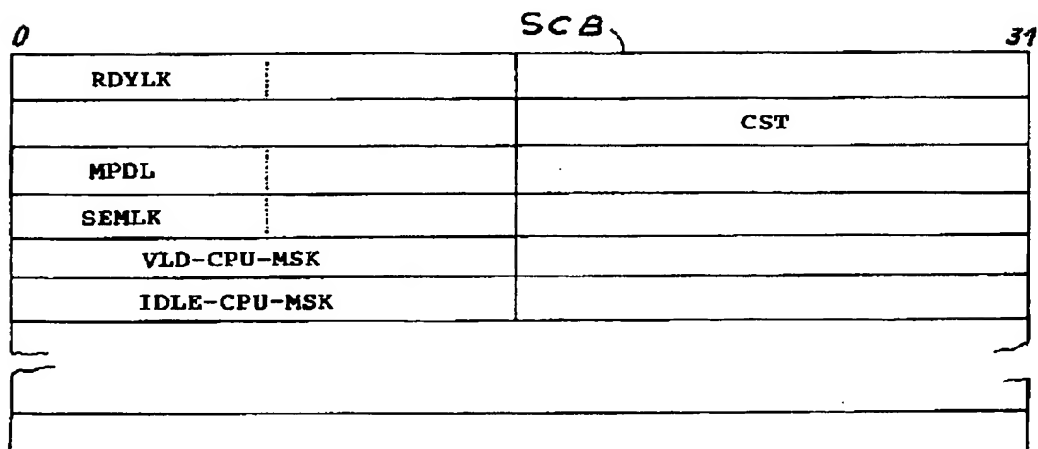 SCB
0 31
RDYLK
CST
MPDL
SEMLK
VLD-CPU-MSK
IDLE-CPU-MSK